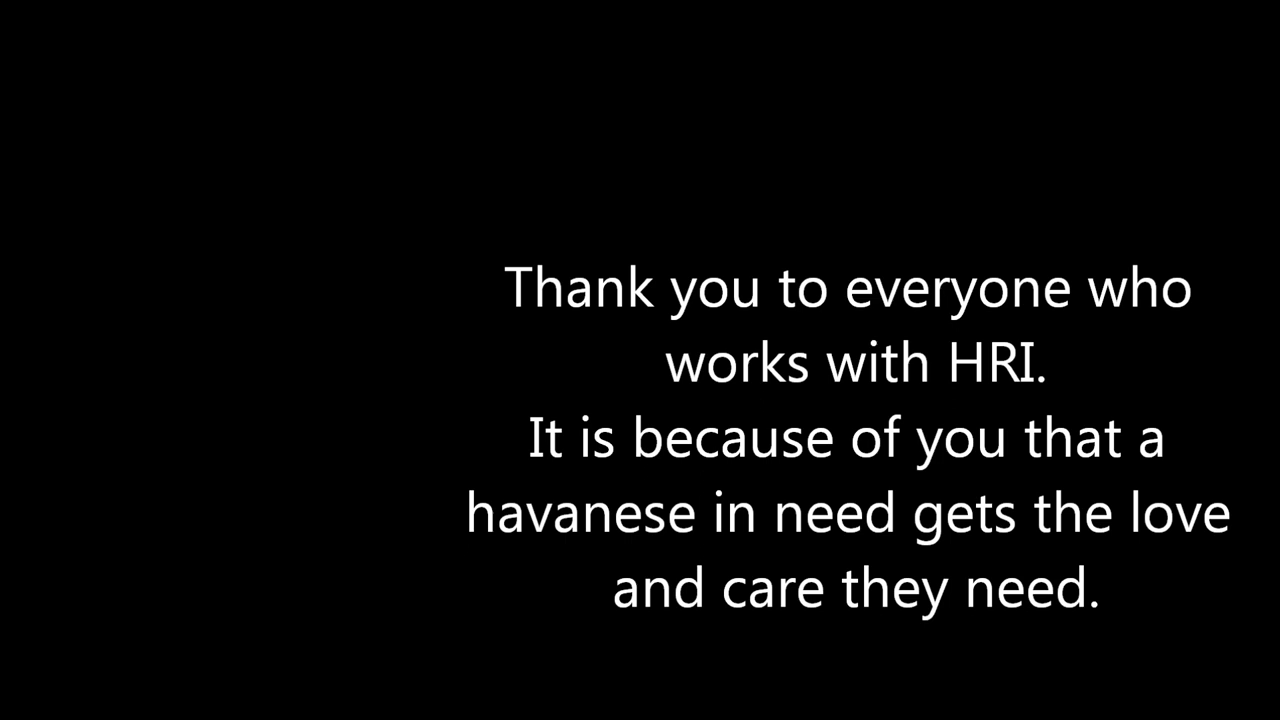 Thank you to everyone who
works with HRI.
It is because of you that a
havanese in need gets the love
and care they need.